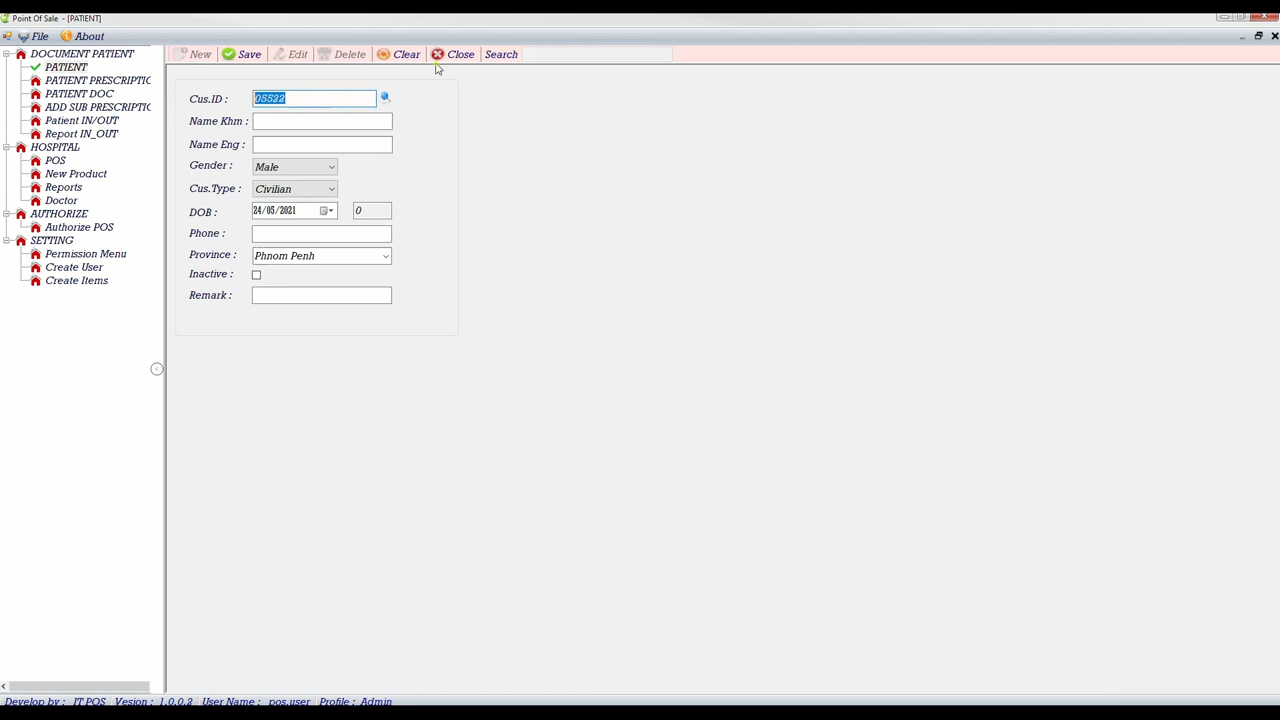 Point Of Sale - [PATIENT]
File About
New Save Edit Delete Clear Close Search
DOCUMENT PATIENT
PATIENT
PATIENT PRESCRIPTIC
PATIENT DOC
ADD SUB PRESCRIPTIC
Patient IN/OUT
Report IN_OUT
HOSPITAL
POS
New Product
Reports
Doctor
AUTHORIZE
Authorize POS
SETTING
Permission Menu
Create User
Create Items
Cus.ID : 05522
Name Khm :
Name Eng :
Gender : Male
Cus.Type : Civilian
DOB : 24/05/2021 0
Phone :
Province : Phnom Penh
Inactive :
Remark :
Develop by : IT POS Vesion : 1.0.0.2 User Name : pos.user Profile : Admin